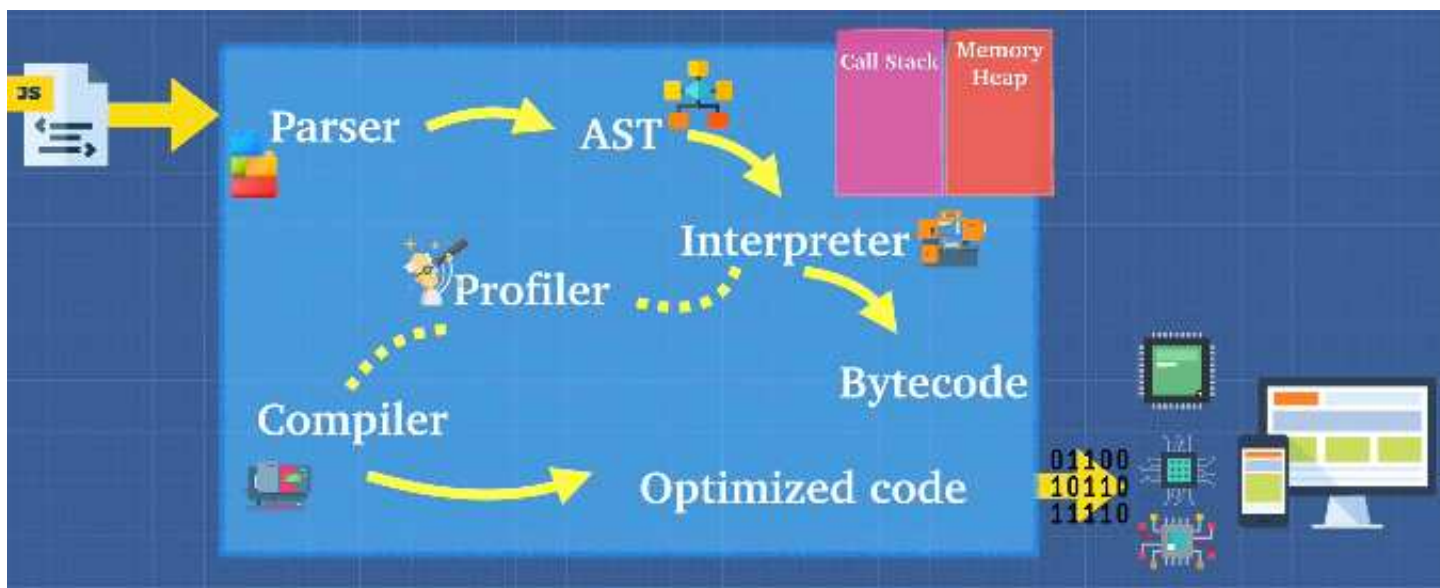 JS
Parser
AST
Call Stack
Memory
Heap
Interpreter
Profiler
Bytecode
Compiler
Optimized code
01100
10110
11110